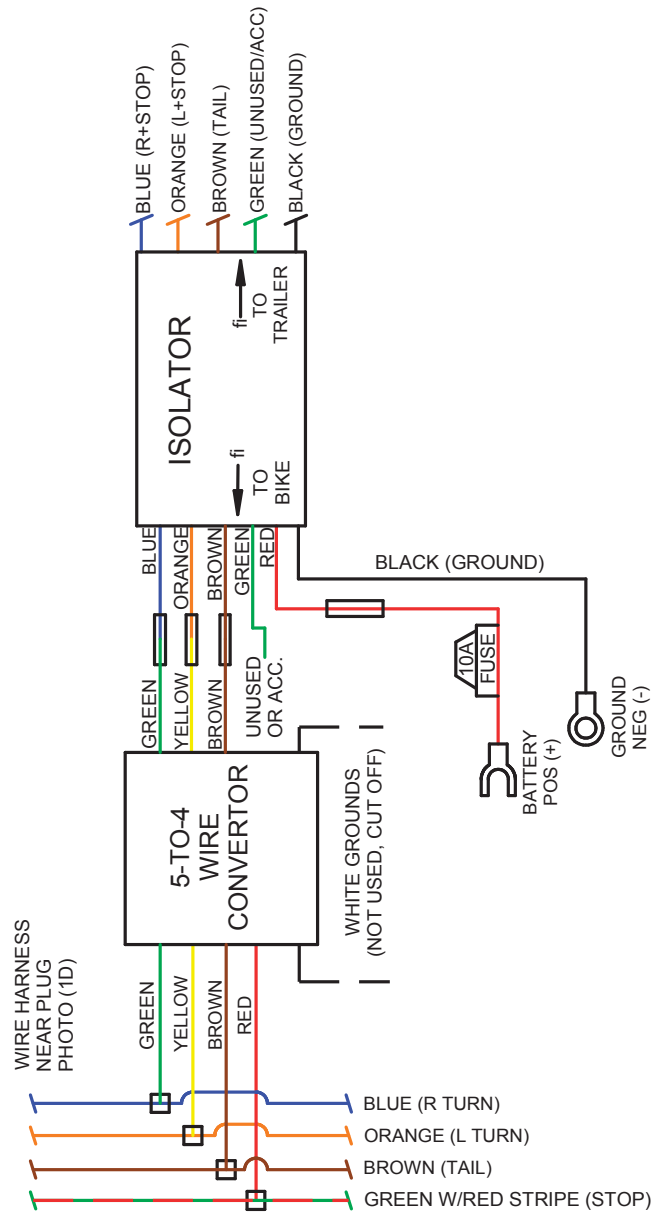 BLUE (R+STOP)
ORANGE (L+STOP)
BROWN (TAIL)
GREEN (UNUSED/ACC)
BLACK (GROUND)
ISOLATOR
fi
TO
TRAILER
fi
TO
BIKE
BLUE
ORANGE
BROWN
GREEN
RED
BLACK (GROUND)
GREEN
YELLOW
BROWN
UNUSED
OR ACC.
10A
FUSE
BATTERY
POS (+)
GROUND
NEG (-)
5-TO-4
WIRE
CONVERTOR
WHITE GROUNDS
(NOT USED, CUT OFF)
WIRE HARNESS
NEAR PLUG
PHOTO (1D)
GREEN
YELLOW
BROWN
RED
BLUE (R TURN)
ORANGE (L TURN)
BROWN (TAIL)
GREEN W/RED STRIPE (STOP)